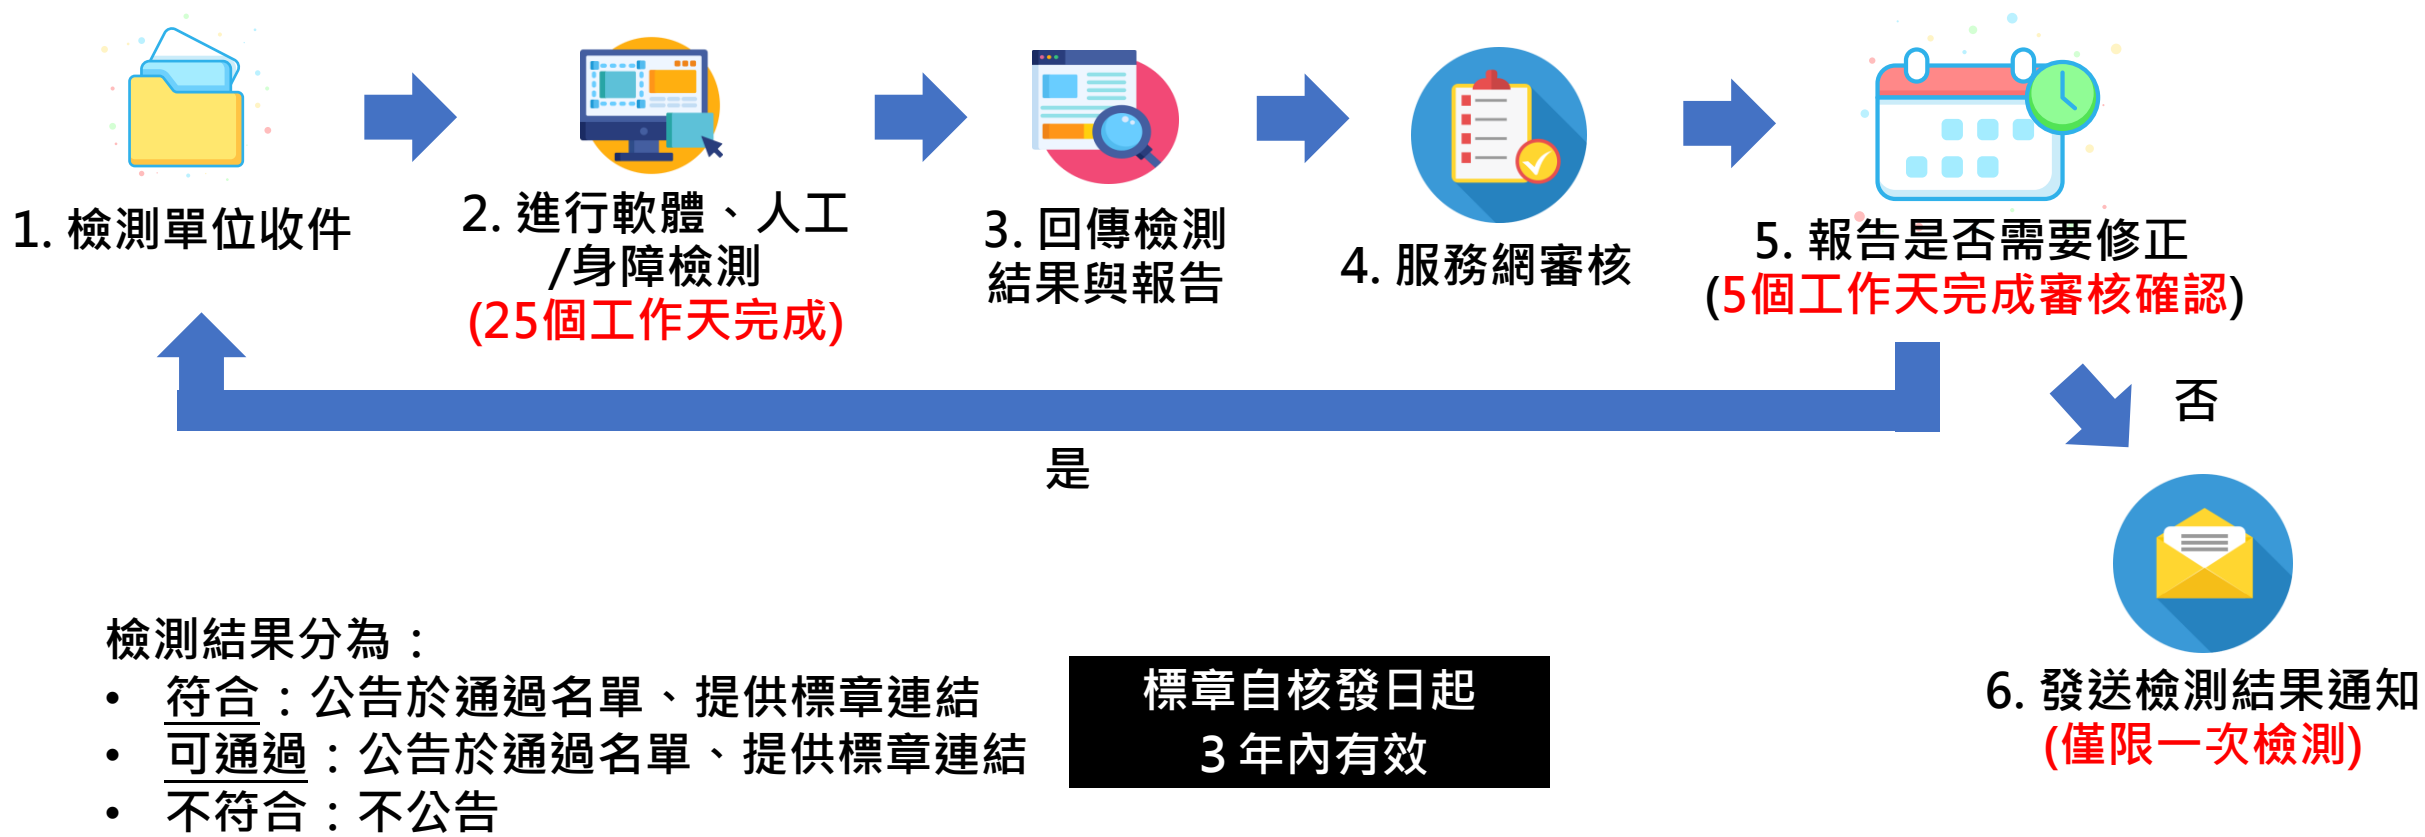 1. 檢測單位收件
2. 進行軟體、人工
/身障檢測
(25個工作天完成)
3. 回傳檢測
結果與報告
4. 服務網審核
5. 報告是否需要修正
(5個工作天完成審核確認)
是
否
6. 發送檢測結果通知
(僅限一次檢測)
檢測結果分為：
• 符合：公告於通過名單、提供標章連結
• 可通過：公告於通過名單、提供標章連結
• 不符合：不公告
標章自核發日起
3 年內有效